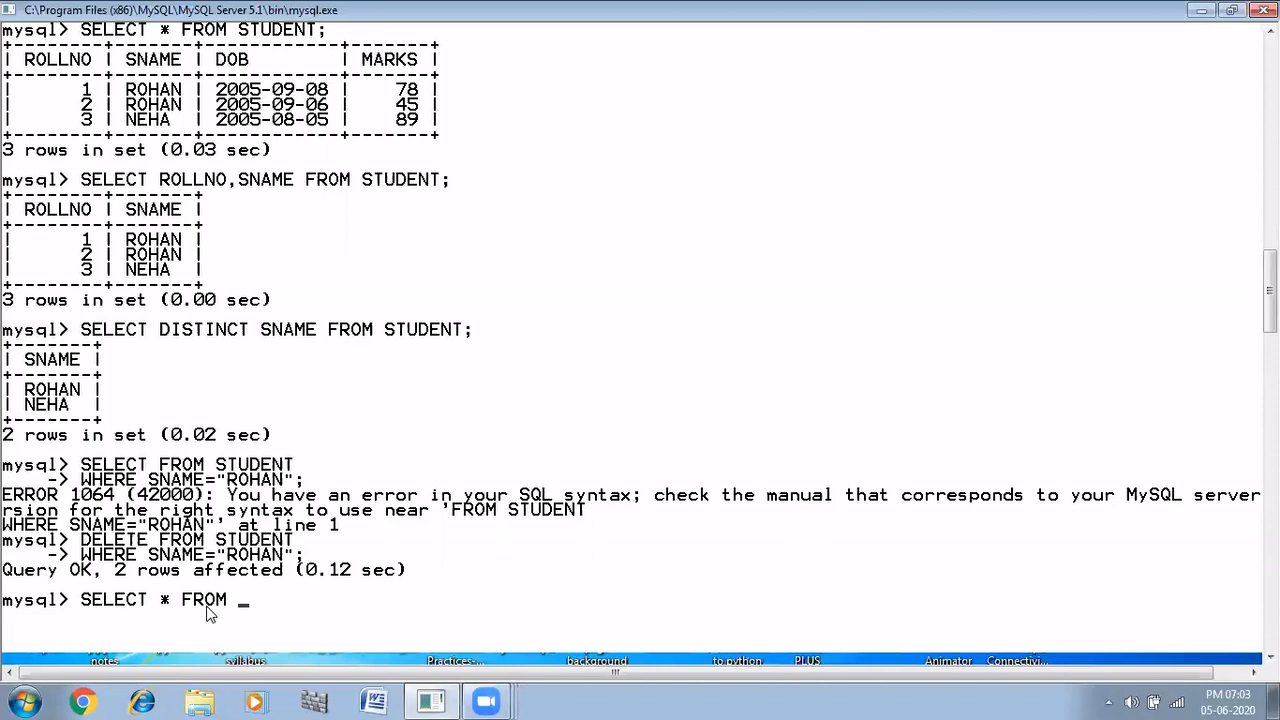 C:\Program Files (x86)\MySQL\MySQL Server 5.1\bin\mysql.exe
mysql> SELECT * FROM STUDENT;
+--------+-------+------------+-------+
| ROLLNO | SNAME | DOB        | MARKS |
+--------+-------+------------+-------+
|      1 | ROHAN | 2005-09-08 |    78 |
|      2 | ROHAN | 2005-09-06 |    45 |
|      3 | NEHA  | 2005-08-05 |    89 |
+--------+-------+------------+-------+
3 rows in set (0.03 sec)
mysql> SELECT ROLLNO,SNAME FROM STUDENT;
+--------+-------+
| ROLLNO | SNAME |
+--------+-------+
|      1 | ROHAN |
|      2 | ROHAN |
|      3 | NEHA  |
+--------+-------+
3 rows in set (0.00 sec)
mysql> SELECT DISTINCT SNAME FROM STUDENT;
+-------+
| SNAME |
+-------+
| ROHAN |
| NEHA  |
+-------+
2 rows in set (0.02 sec)
mysql> SELECT FROM STUDENT
    -> WHERE SNAME="ROHAN";
ERROR 1064 (42000): You have an error in your SQL syntax; check the manual that corresponds to your MySQL server
rsion for the right syntax to use near 'FROM STUDENT
WHERE SNAME="ROHAN"' at line 1
mysql> DELETE FROM STUDENT
    -> WHERE SNAME="ROHAN";
Query OK, 2 rows affected (0.12 sec)
mysql> SELECT * FROM _
notes syllabus Practices-... background to python PLUS Animator Connectivi...
PM 07:03
05-06-2020